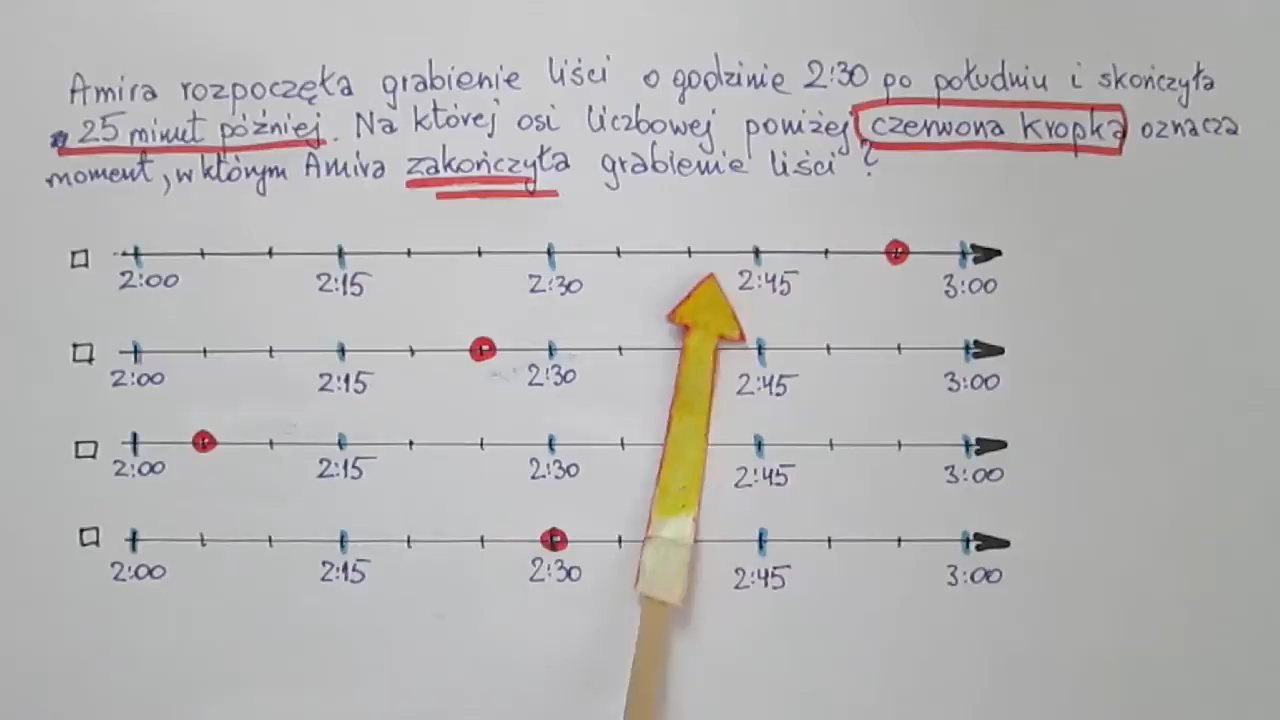 Amira rozpoczęła grabienie liści o godzinie 2:30 po południu i skończyła
25 minut później. Na której osi liczbowej poniżej czerwona kropka oznacza
moment, w którym Amira zakończyła grabienie liści?
2:00 2:15 2:30 2:45 3:00
2:00 2:15 2:30 2:45 3:00
2:00 2:15 2:30 2:45 3:00
2:00 2:15 2:30 2:45 3:00